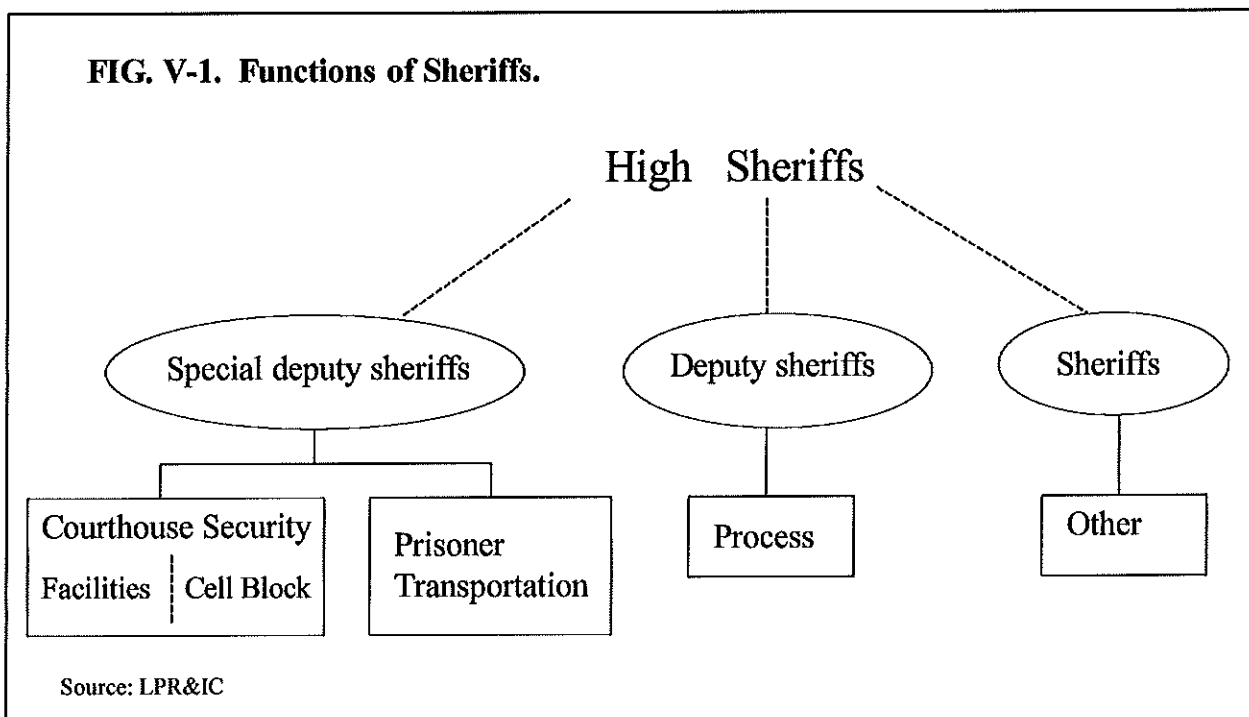 FIG. V-1. Functions of Sheriffs.
High Sheriffs
Special deputy sheriffs
Deputy sheriffs
Sheriffs
Courthouse Security
Facilities
Cell Block
Prisoner
Transportation
Process
Other
Source: LPR&IC